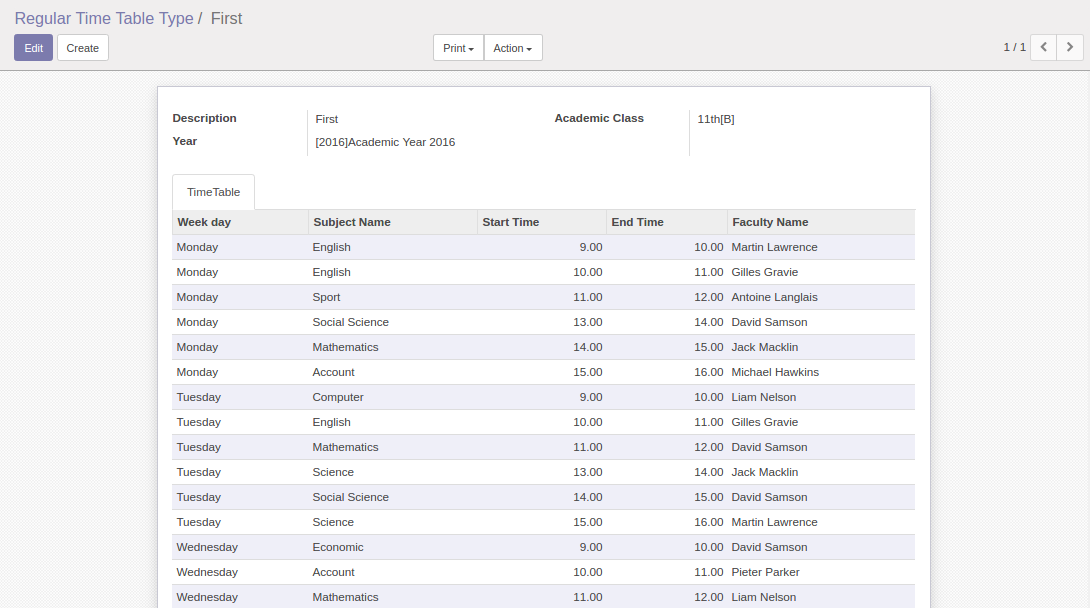 Regular Time Table Type / First
Edit Create Print Action 1 / 1
Description First Academic Class 11th[B]
Year [2016]Academic Year 2016
TimeTable
Week day Subject Name Start Time End Time Faculty Name
Monday English 9.00 10.00 Martin Lawrence
Monday English 10.00 11.00 Gilles Gravie
Monday Sport 11.00 12.00 Antoine Langlais
Monday Social Science 13.00 14.00 David Samson
Monday Mathematics 14.00 15.00 Jack Macklin
Monday Account 15.00 16.00 Michael Hawkins
Tuesday Computer 9.00 10.00 Liam Nelson
Tuesday English 10.00 11.00 Gilles Gravie
Tuesday Mathematics 11.00 12.00 David Samson
Tuesday Science 13.00 14.00 Jack Macklin
Tuesday Social Science 14.00 15.00 David Samson
Tuesday Science 15.00 16.00 Martin Lawrence
Wednesday Economic 9.00 10.00 David Samson
Wednesday Account 10.00 11.00 Pieter Parker
Wednesday Mathematics 11.00 12.00 Liam Nelson